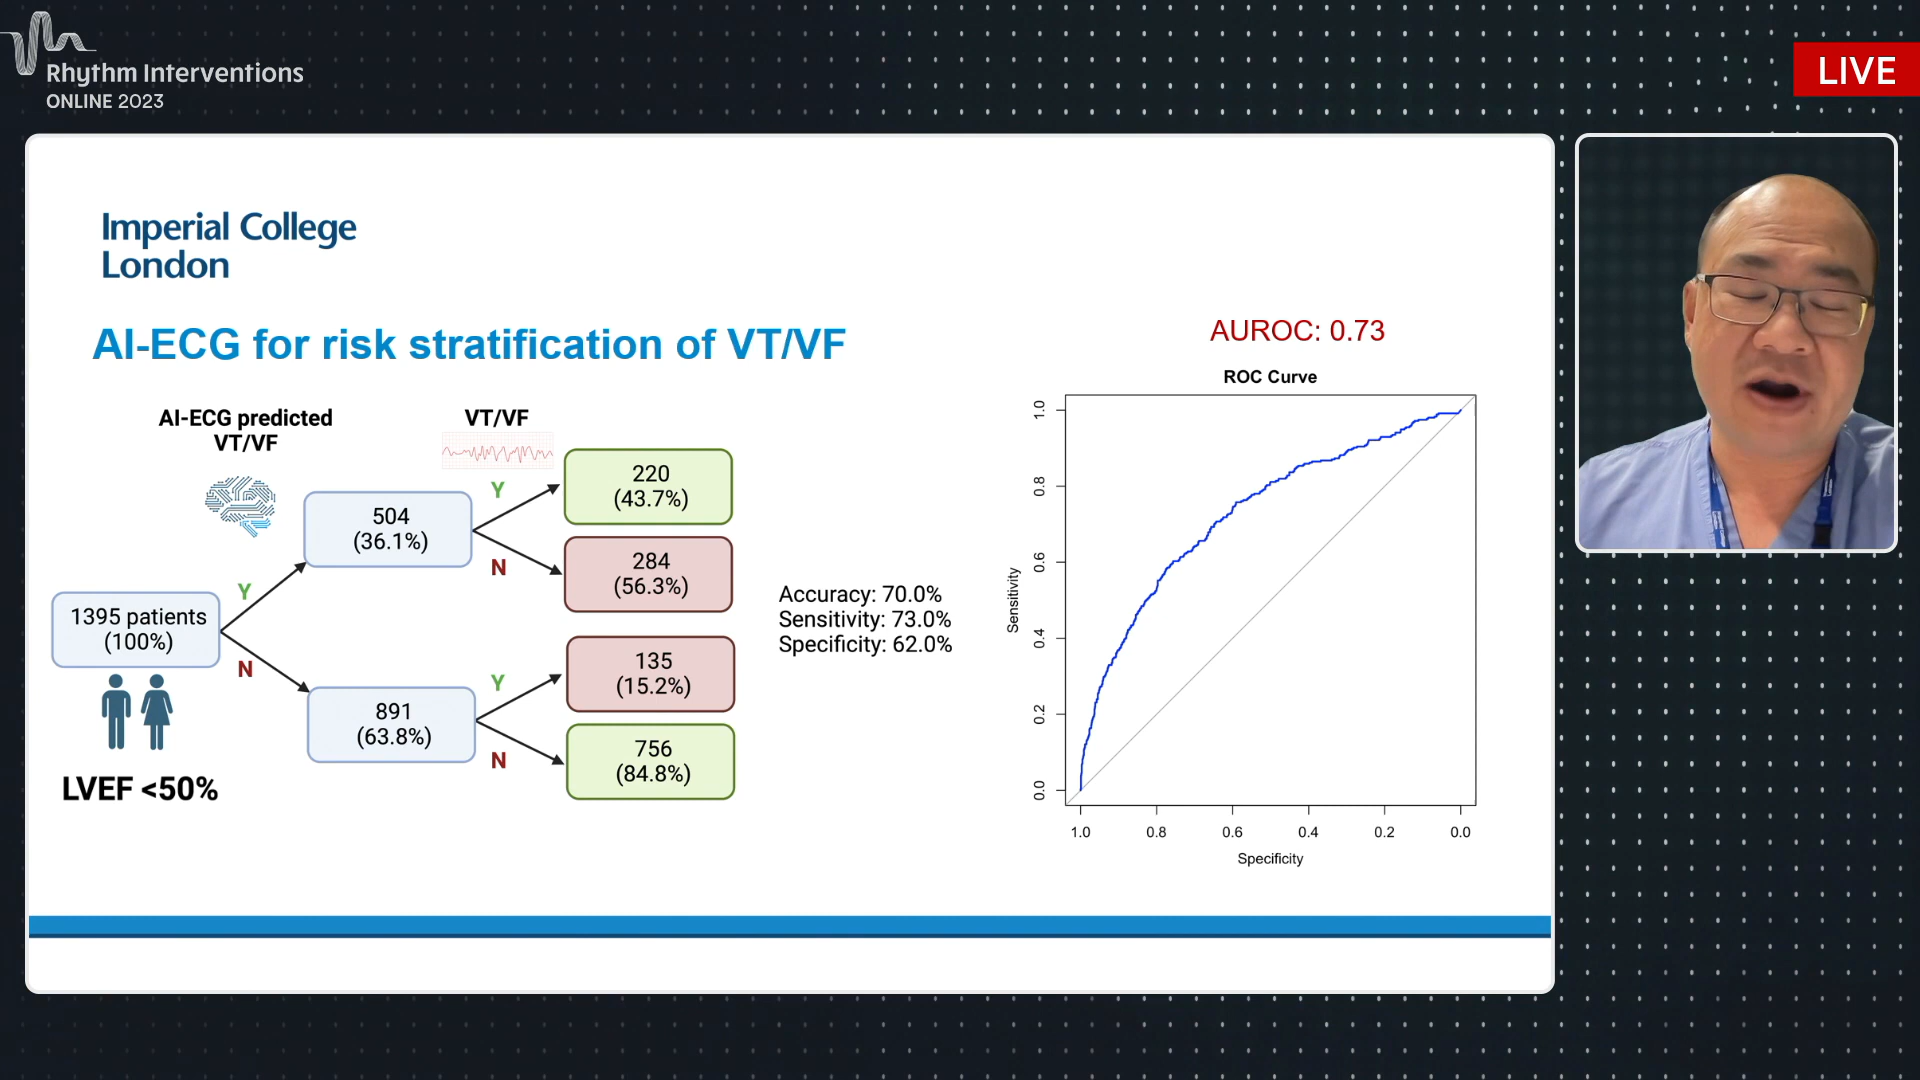 Rhythm Interventions
ONLINE 2023
LIVE
Imperial College
London
AI-ECG for risk stratification of VT/VF
AI-ECG predicted
VT/VF
VT/VF
1395 patients
(100%)
Y
N
LVEF <50%
504
(36.1%)
891
(63.8%)
Y
N
Y
N
220
(43.7%)
284
(56.3%)
135
(15.2%)
756
(84.8%)
Accuracy: 70.0%
Sensitivity: 73.0%
Specificity: 62.0%
AUROC: 0.73
ROC Curve
Sensitivity
1.0
0.8
0.6
0.4
0.2
0.0
1.0 0.8 0.6 0.4 0.2 0.0
Specificity